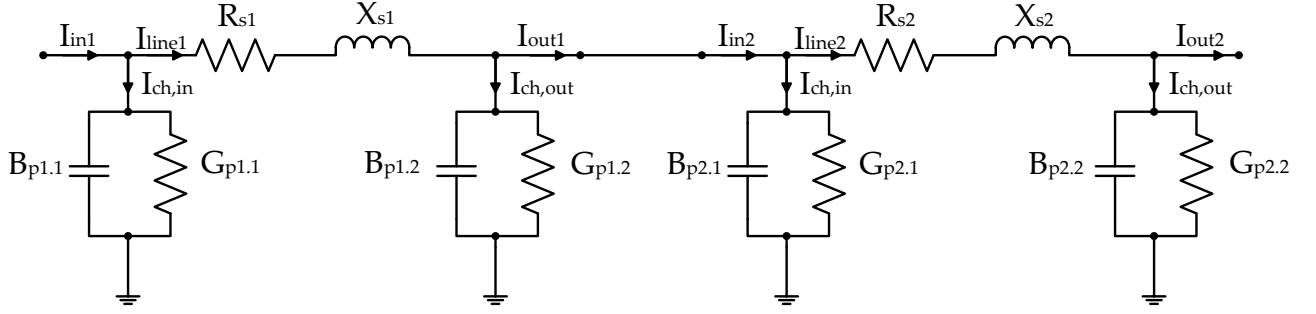 Rs1
Xs1
Rs2
Xs2
Iin1
Iline1
Iout1
Iin2
Iline2
Iout2
Ich,in
Ich,out
Ich,in
Ich,out
Bp1.1
Gp1.1
Bp1.2
Gp1.2
Bp2.1
Gp2.1
Bp2.2
Gp2.2